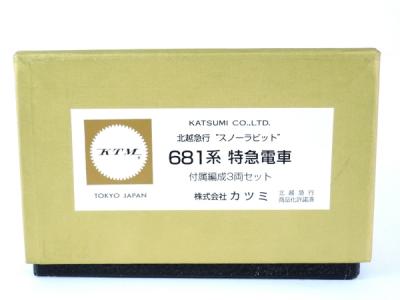 KTM
TOKYO JAPAN
KATSUMI CO.,LTD.
北越急行 "スノーラビット"
681系 特急電車
付属編成3両セット
株式会社 カツミ
北越急行
商品化許諾済